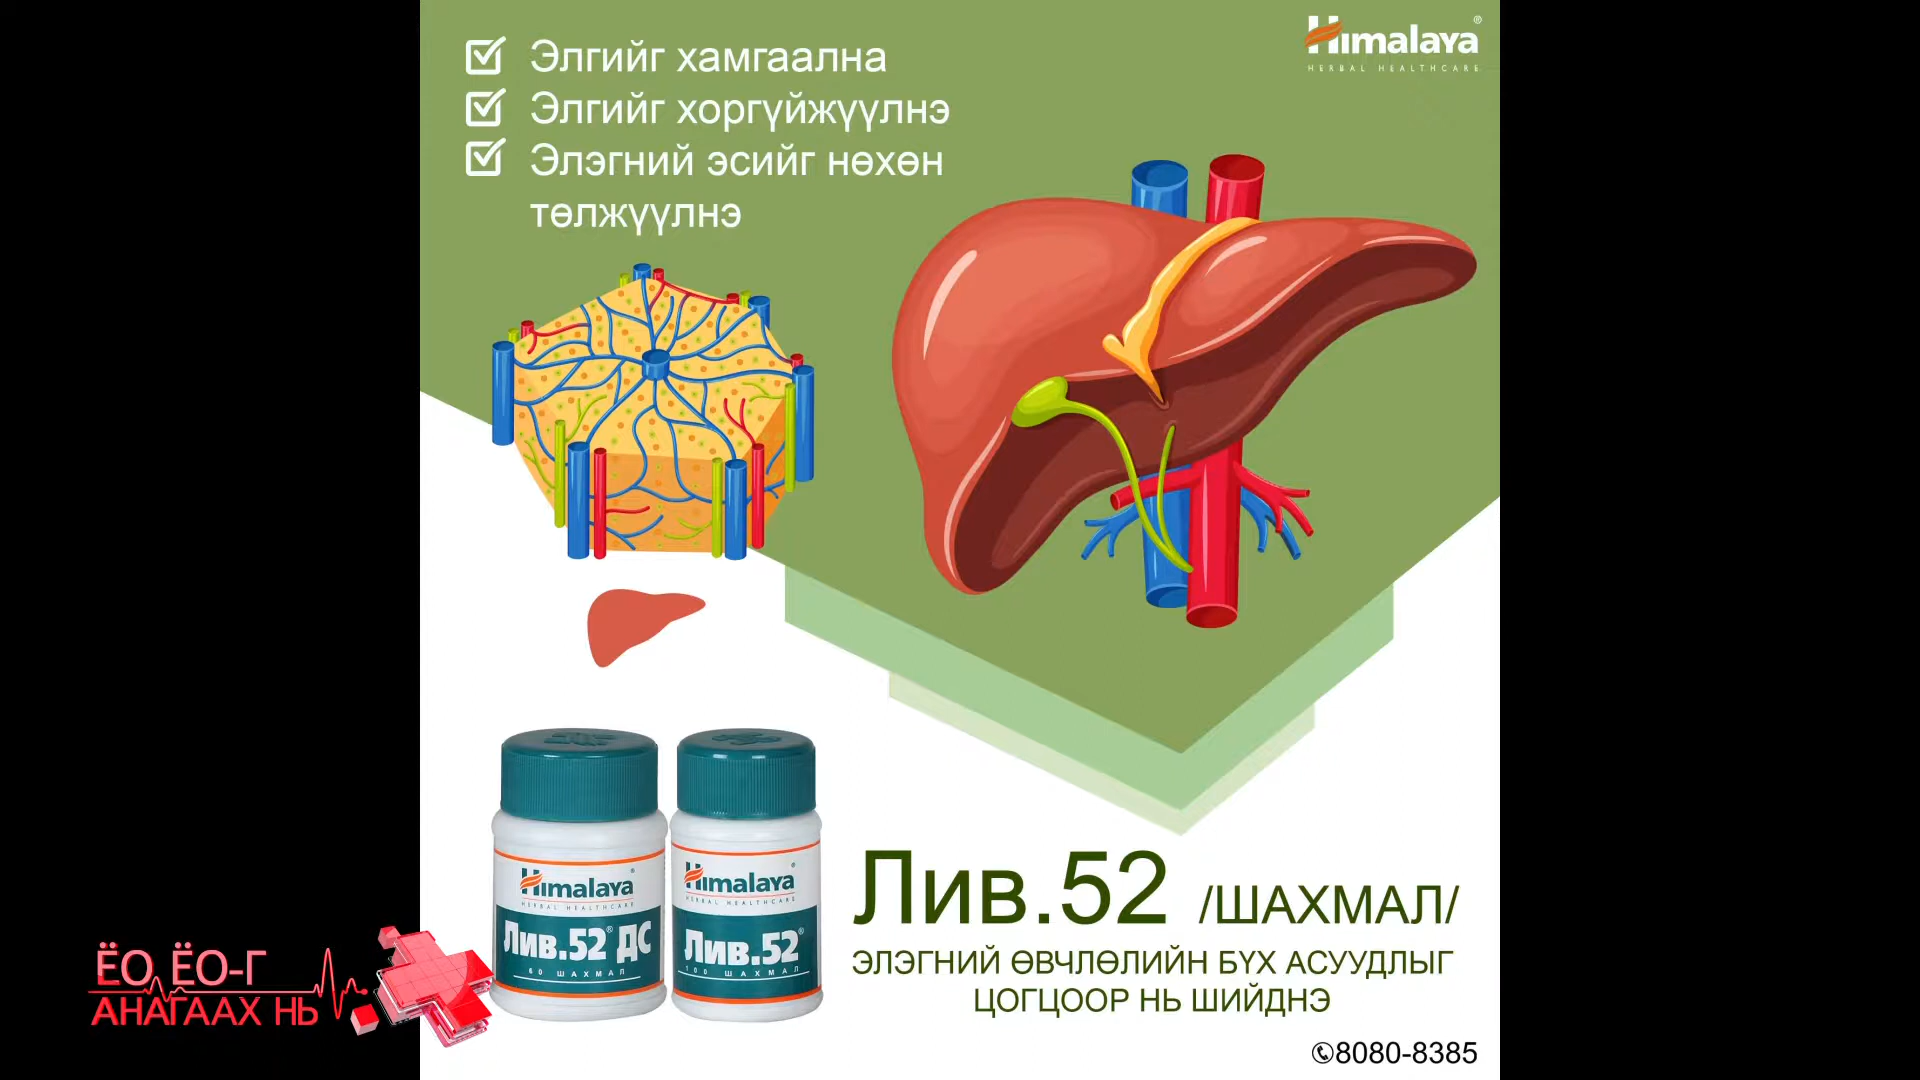 Элгийг хамгаална
Элгийг хоргүйжүүлнэ
Элэгний эсийг нөхөн
төлжүүлнэ
Himalaya®
HERBAL HEALTHCARE
Himalaya®
HERBAL HEALTHCARE
Лив.52® ДС
60 ШАХМАЛ
Himalaya®
HERBAL HEALTHCARE
Лив.52®
100 ШАХМАЛ
Лив.52 /ШАХМАЛ/
ЭЛЭГНИЙ ӨВЧЛӨЛИЙН БҮХ АСУУДЛЫГ
ЦОГЦООР НЬ ШИЙДНЭ
✆8080-8385
ЁО ЁО-Г
АНАГААХ НЬ